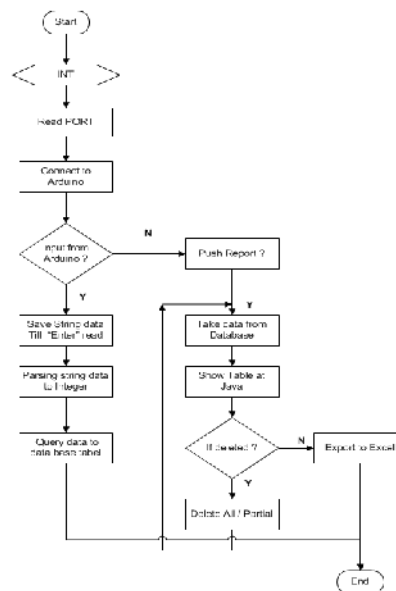 Start
INT
Read PORT
Connect to
Arduino
Input from
Arduino ?
N
Push Report ?
Y
Y
Save String data
Till "Enter" read
Take data from
Database
Parsing string data
to Integer
Show Table at
Java
Query data to
data base tabel
If deleted ?
N
Export to Excel
Y
Delete All / Partial
End